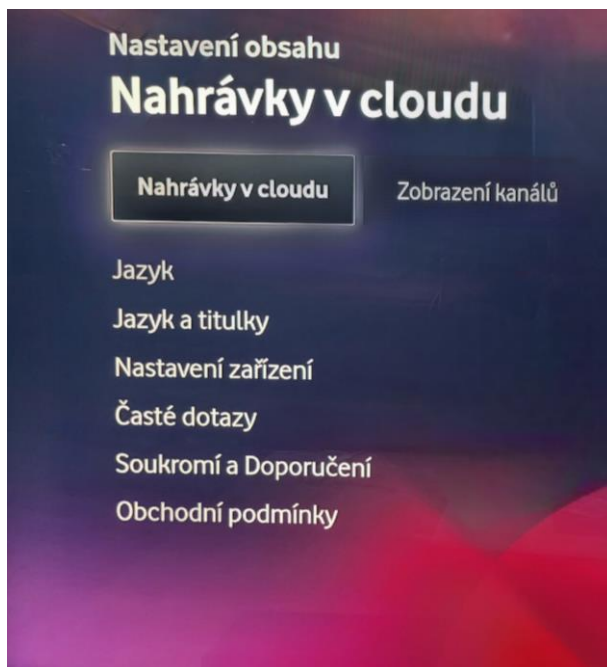 Nastavení obsahu
Nahrávky v cloudu
Nahrávky v cloudu Zobrazení kanálů
Jazyk
Jazyk a titulky
Nastavení zařízení
Časté dotazy
Soukromí a Doporučení
Obchodní podmínky